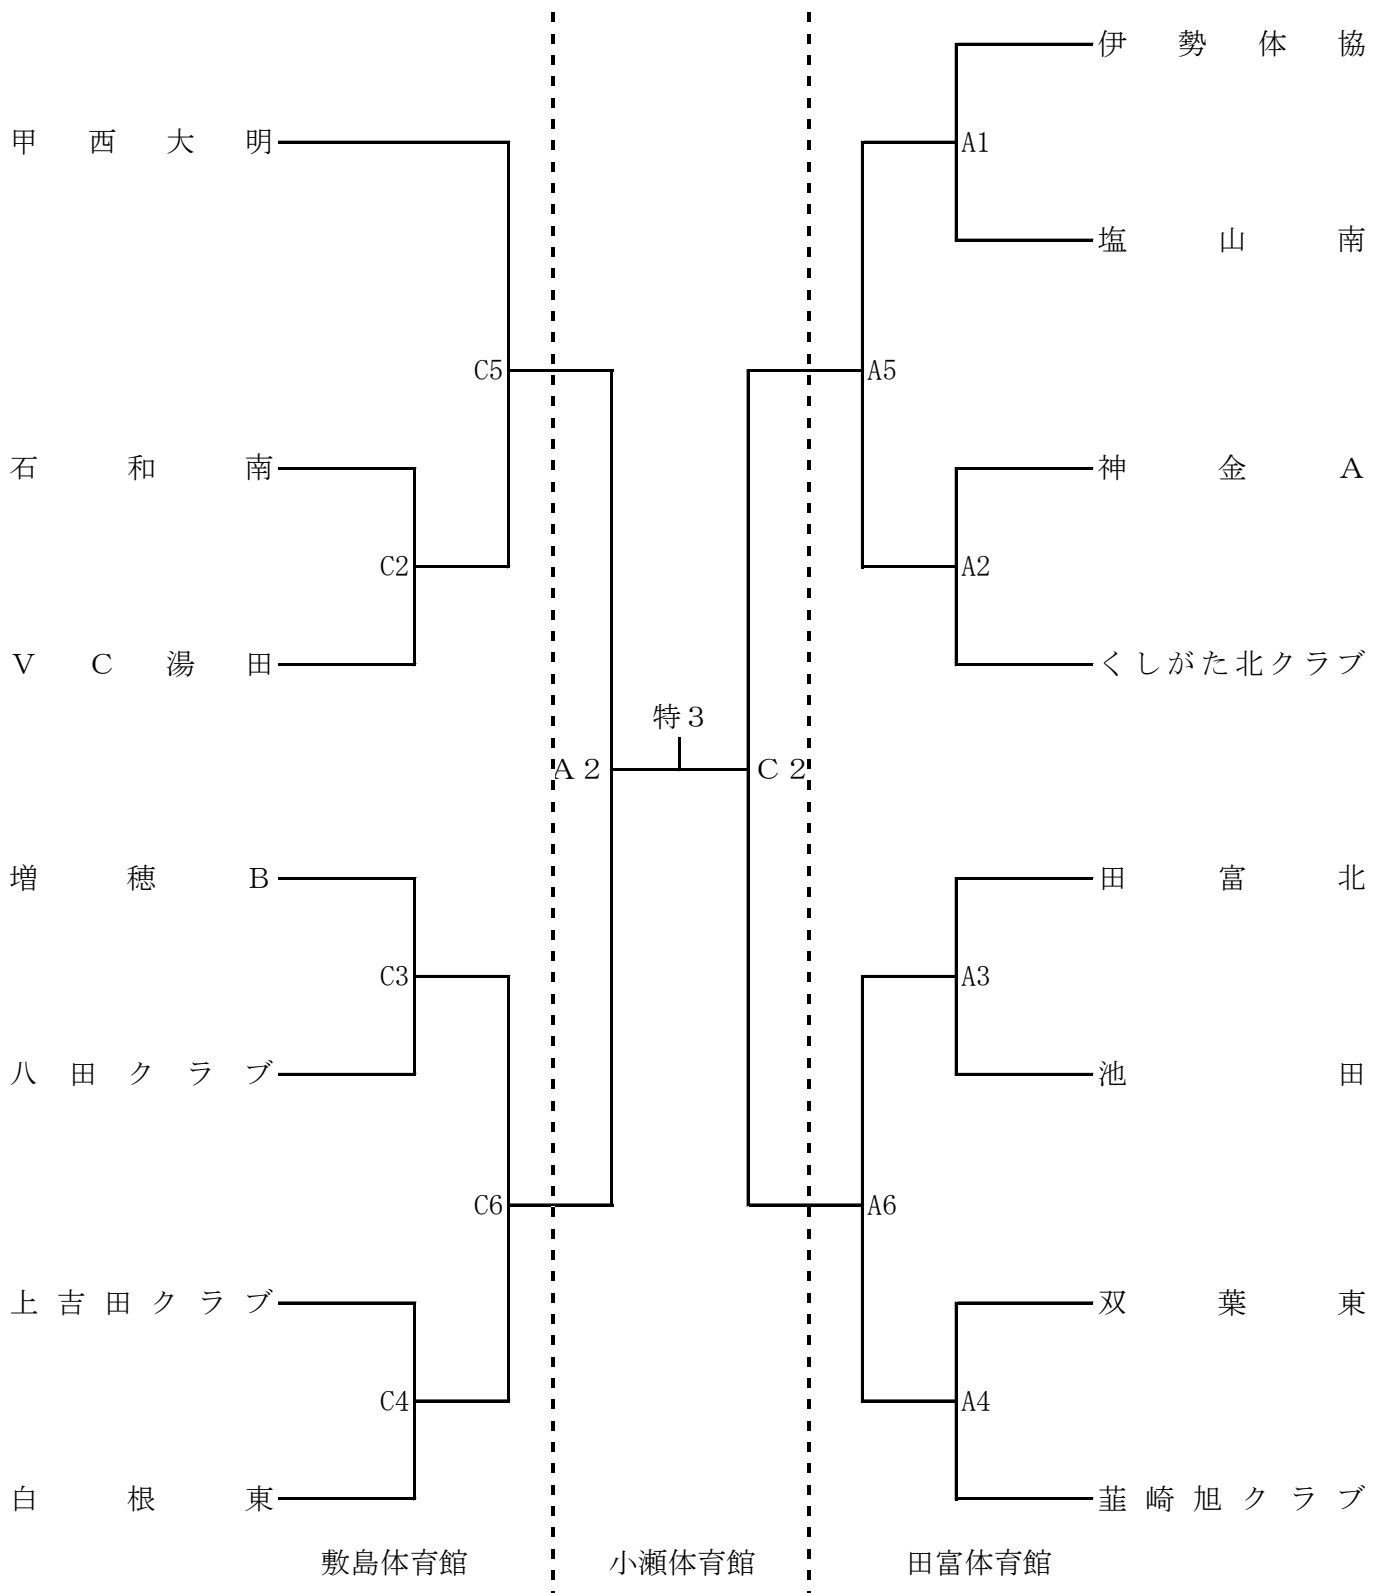 伊勢体協
甲西大明
A1
塩山南
C5
A5
石和南
神金A
C2
A2
VC湯田
くしがた北クラブ
特3
A2
C2
増穂B
田富北
C3
A3
八田クラブ
池田
C6
A6
上吉田クラブ
双葉東
C4
A4
白根東
韮崎旭クラブ
敷島体育館
小瀬体育館
田富体育館